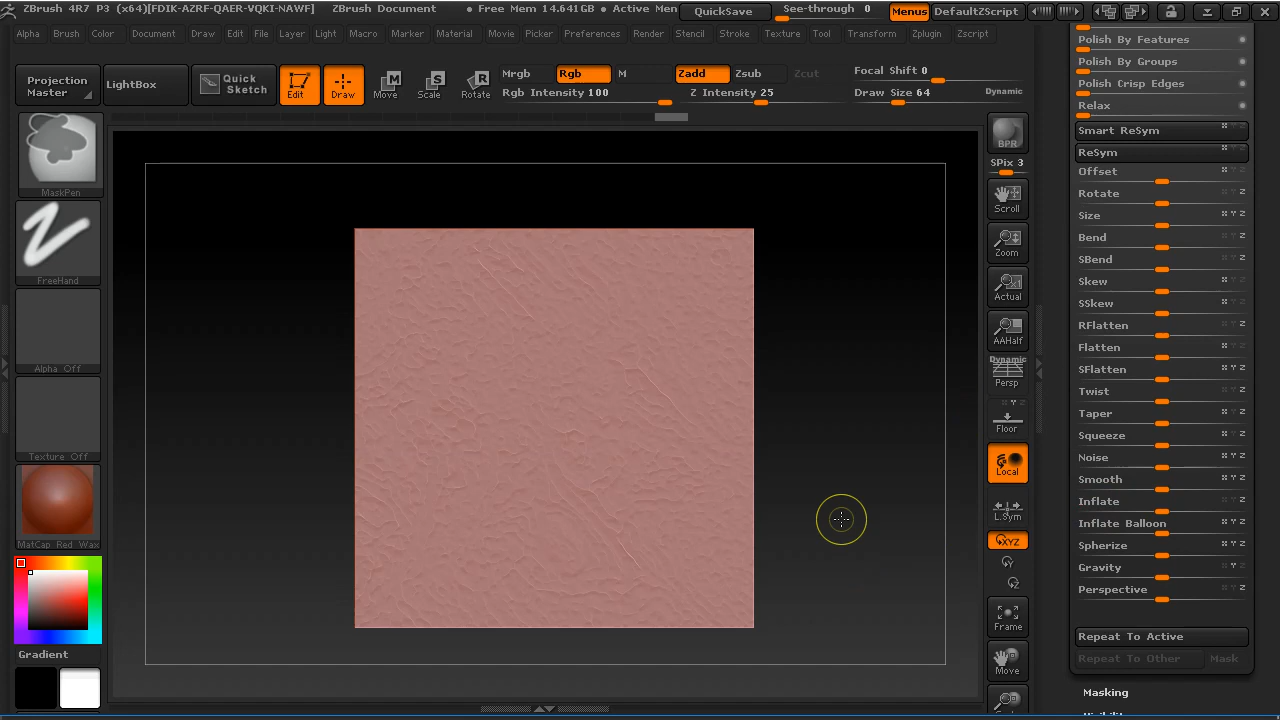 ZBrush 4R7 P3 (x64)[FDIK-AZRF-QAER-VQKI-NAWF] ZBrush Document • Free Mem 14.641GB • Active Men QuickSave See-through 0 Menus DefaultZScript
Alpha Brush Color Document Draw Edit File Layer Light Macro Marker Material Movie Picker Preferences Render Stencil Stroke Texture Tool Transform Zplugin Zscript
Projection Master
LightBox
Quick Sketch
Edit
Draw
Move
Scale
Rotate
Mrgb Rgb M Zadd Zsub Zcut
Rgb Intensity 100 Z Intensity 25
Focal Shift 0
Draw Size 64 Dynamic
MaskPen
FreeHand
Alpha Off
Texture Off
MatCap Red Wax
Gradient
BPR
SPix 3
Scroll
Zoom
Actual
AAHalf
Dynamic
Persp
Floor
Local
L.Sym
XYZ
Y
Z
Frame
Move
Polish By Features
Polish By Groups
Polish Crisp Edges
Relax
Smart ReSym
ReSym
Offset
Rotate
Size
Bend
SBend
Skew
SSkew
RFlatten
Flatten
SFlatten
Twist
Taper
Squeeze
Noise
Smooth
Inflate
Inflate Balloon
Spherize
Gravity
Perspective
Repeat To Active
Repeat To Other Mask
Masking